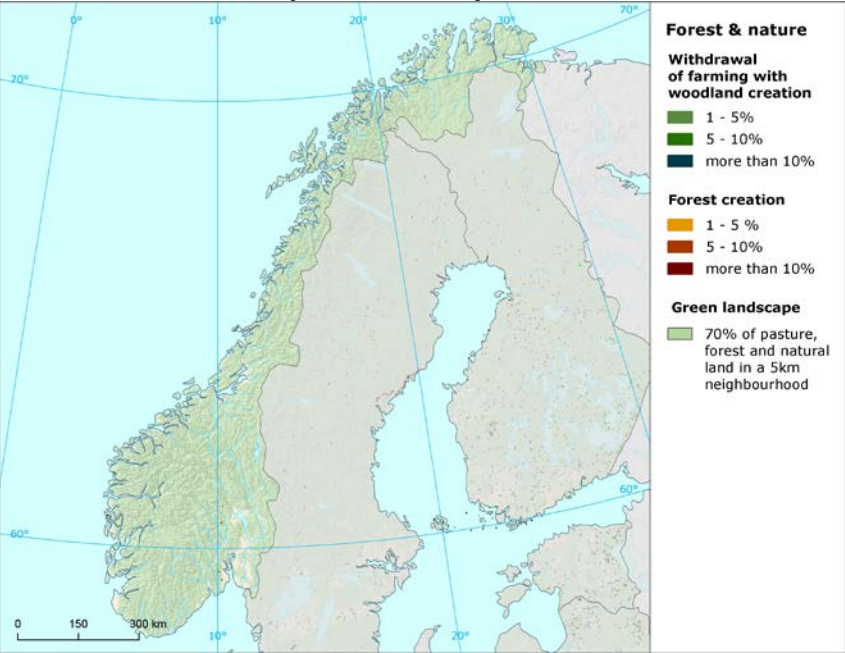 0°
10°
20°
30°
70°
70°
60°
60°
0 150 300 km
10°
20°
Forest & nature
Withdrawal
of farming with
woodland creation
1 - 5%
5 - 10%
more than 10%
Forest creation
1 - 5 %
5 - 10%
more than 10%
Green landscape
70% of pasture,
forest and natural
land in a 5km
neighbourhood